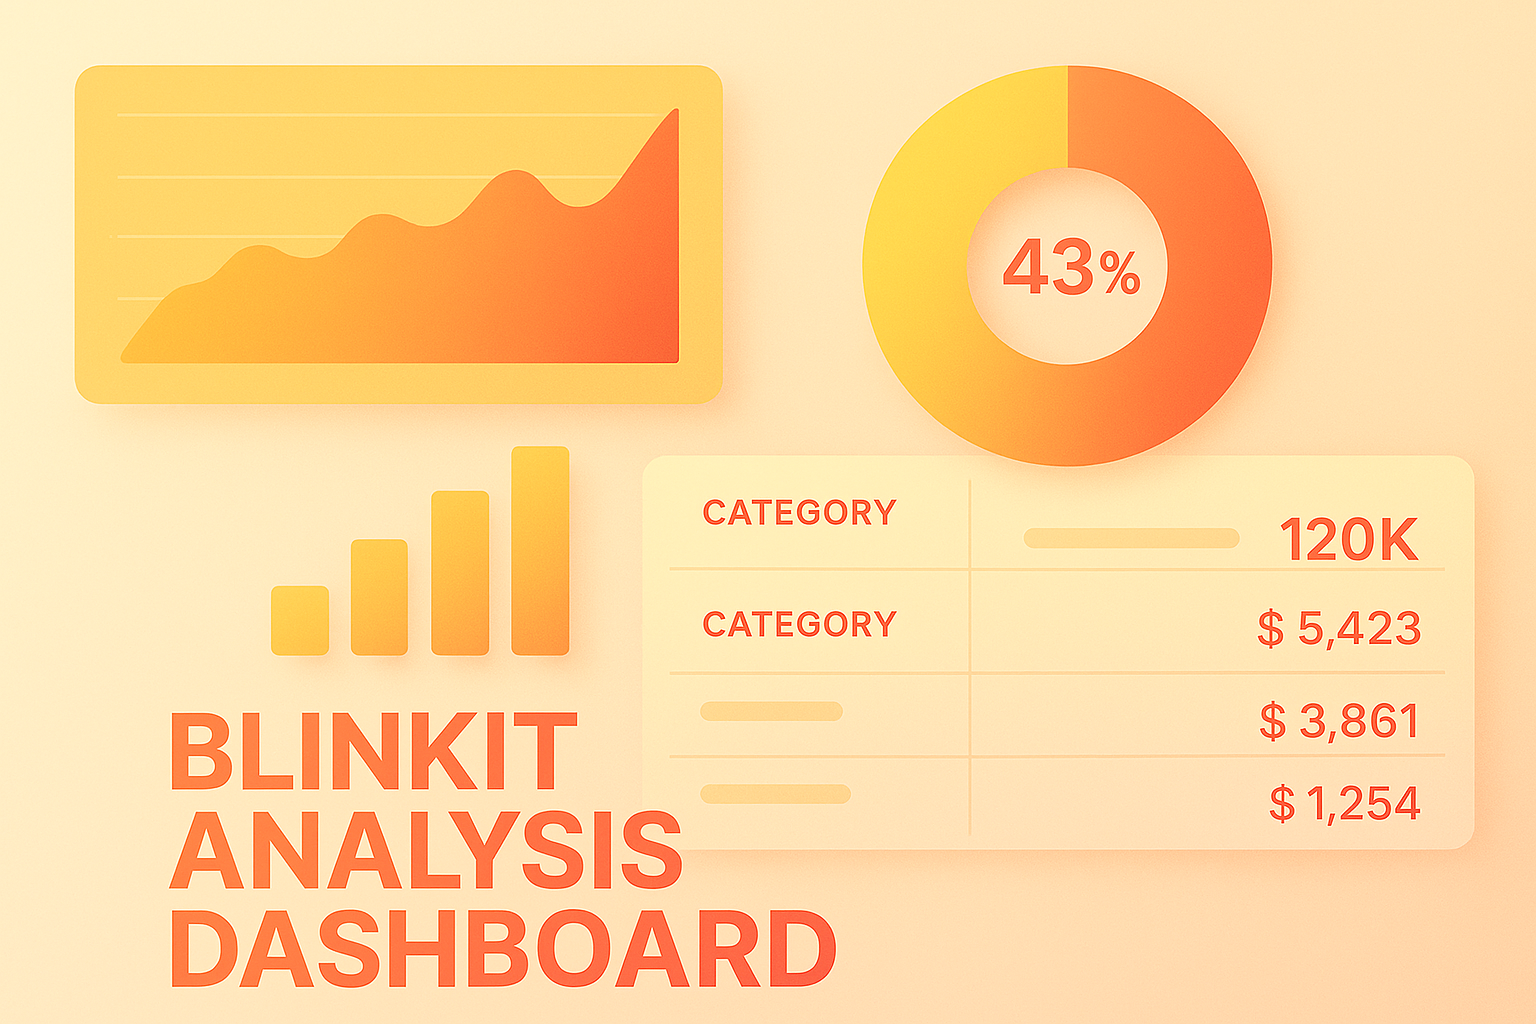 43%
CATEGORY
120K
CATEGORY
$ 5,423
$ 3,861
$ 1,254
BLINKIT
ANALYSIS
DASHBOARD